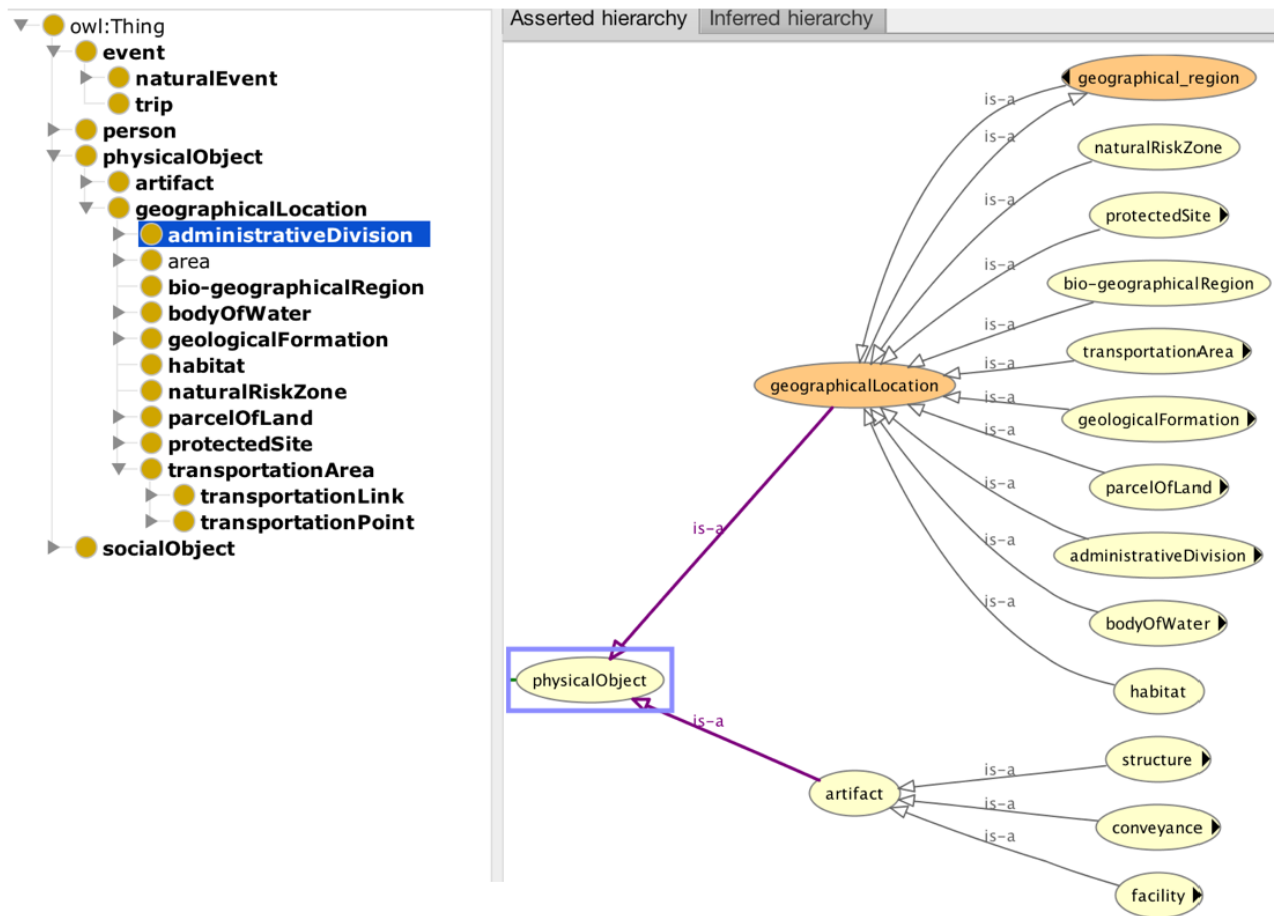 owl:Thing
event
naturalEvent
trip
person
physicalObject
artifact
geographicalLocation
administrativeDivision
area
bio-geographicalRegion
bodyOfWater
geologicalFormation
habitat
naturalRiskZone
parcelOfLand
protectedSite
transportationArea
transportationLink
transportationPoint
socialObject
Asserted hierarchy
Inferred hierarchy
geographical_region
is-a
is-a
naturalRiskZone
is-a
protectedSite
is-a
bio-geographicalRegion
is-a
transportationArea
is-a
geographicalLocation
is-a
geologicalFormation
is-a
parcelOfLand
is-a
administrativeDivision
is-a
is-a
bodyOfWater
is-a
physicalObject
habitat
is-a
structure
is-a
artifact
is-a
conveyance
is-a
facility